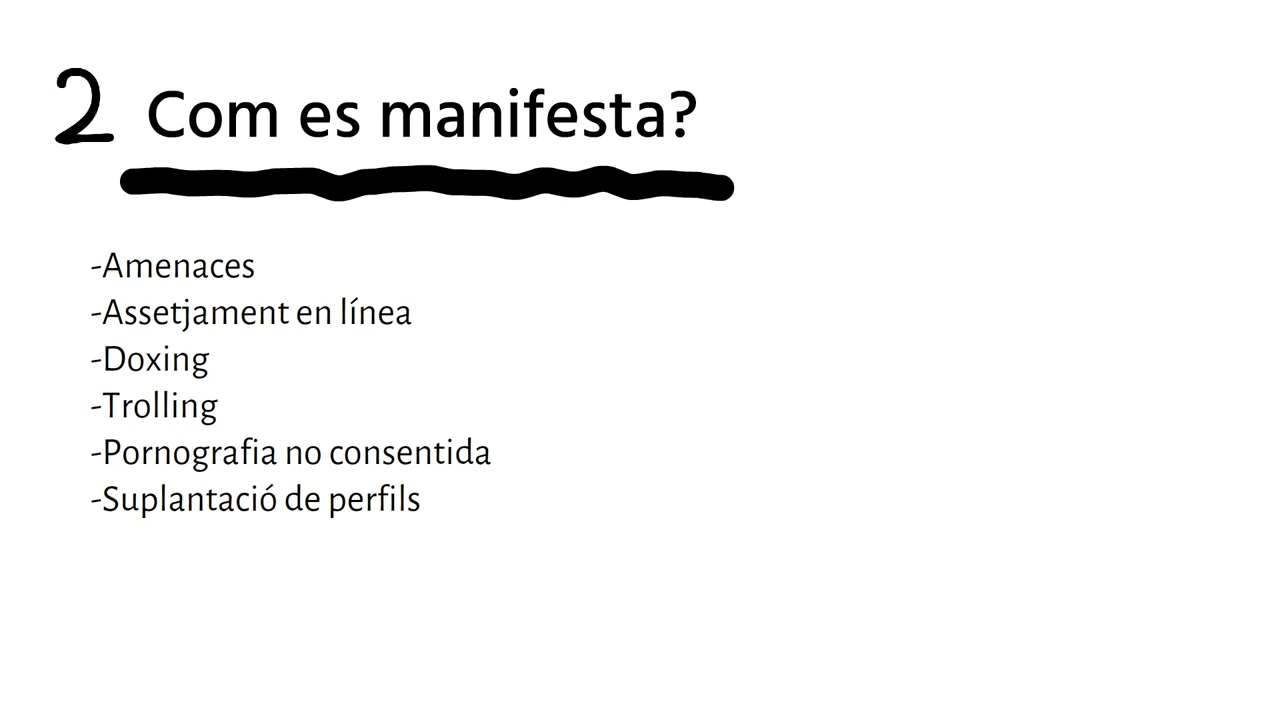 2 Com es manifesta?
-Amenaces
-Assetjament en línea
-Doxing
-Trolling
-Pornografia no consentida
-Suplantació de perfils